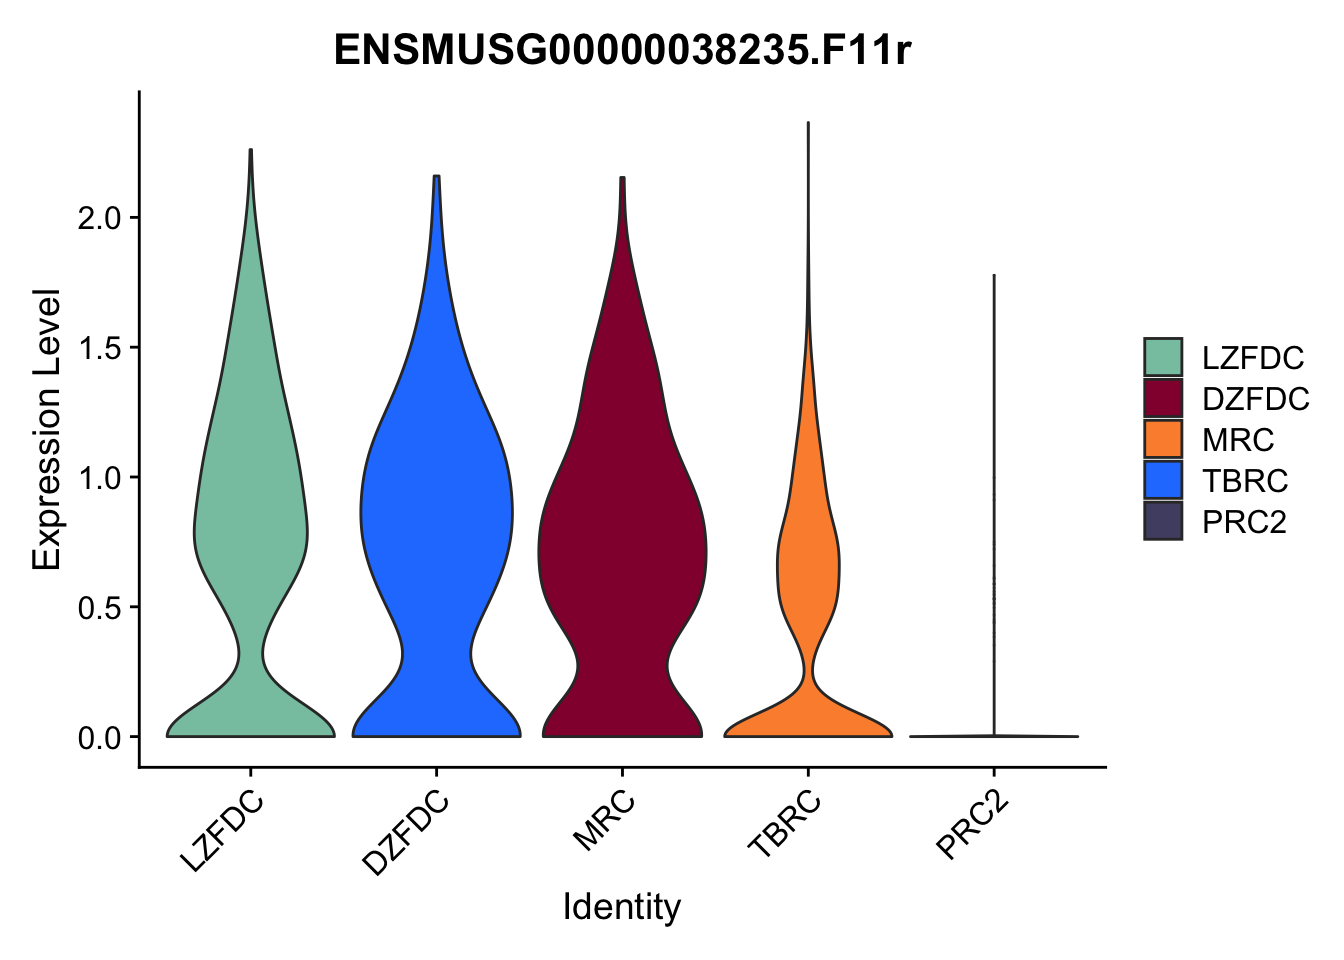 ENSMUSG00000038235.F11r
Expression Level
2.0
1.5
1.0
0.5
0.0
LZFDC
DZFDC
MRC
TBRC
PRC2
Identity
LZFDC
DZFDC
MRC
TBRC
PRC2